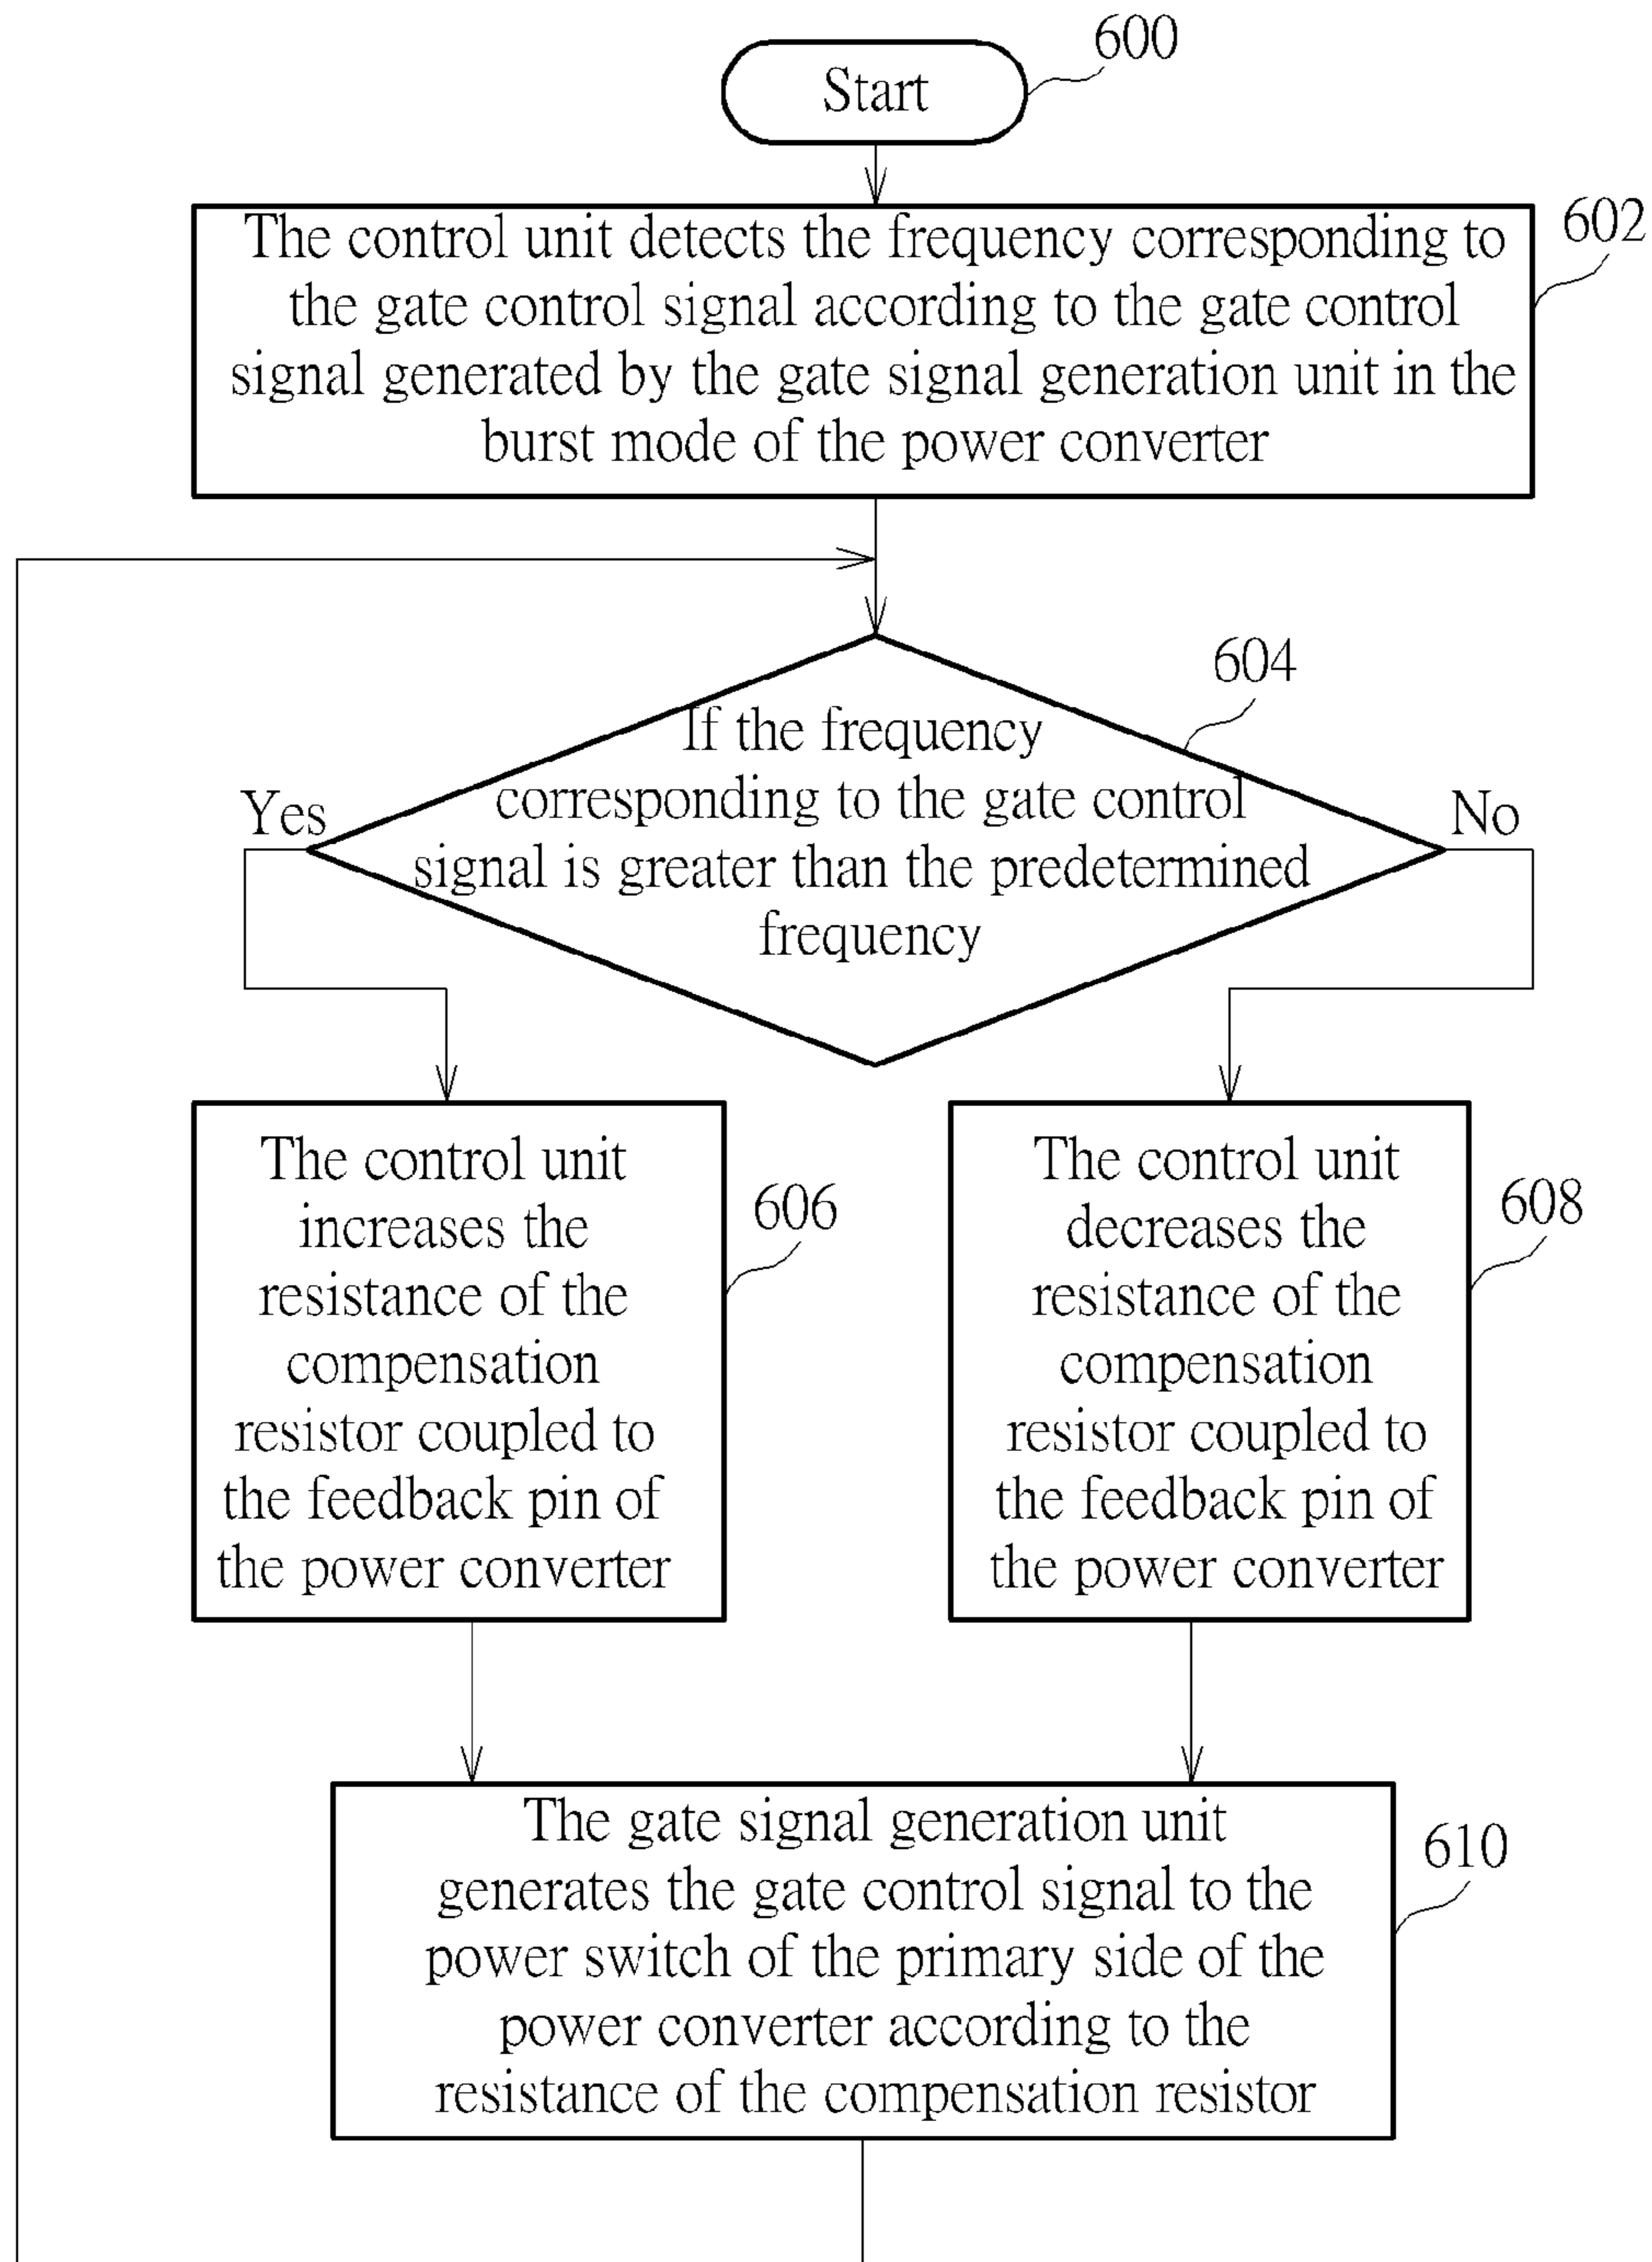 Start
600
The control unit detects the frequency corresponding to
the gate control signal according to the gate control
signal generated by the gate signal generation unit in the
burst mode of the power converter
602
604
If the frequency
corresponding to the gate control
signal is greater than the predetermined
frequency
Yes
No
The control unit
increases the
resistance of the
compensation
resistor coupled to
the feedback pin of
the power converter
606
The control unit
decreases the
resistance of the
compensation
resistor coupled to
the feedback pin of
the power converter
608
The gate signal generation unit
generates the gate control signal to the
power switch of the primary side of the
power converter according to the
resistance of the compensation resistor
610